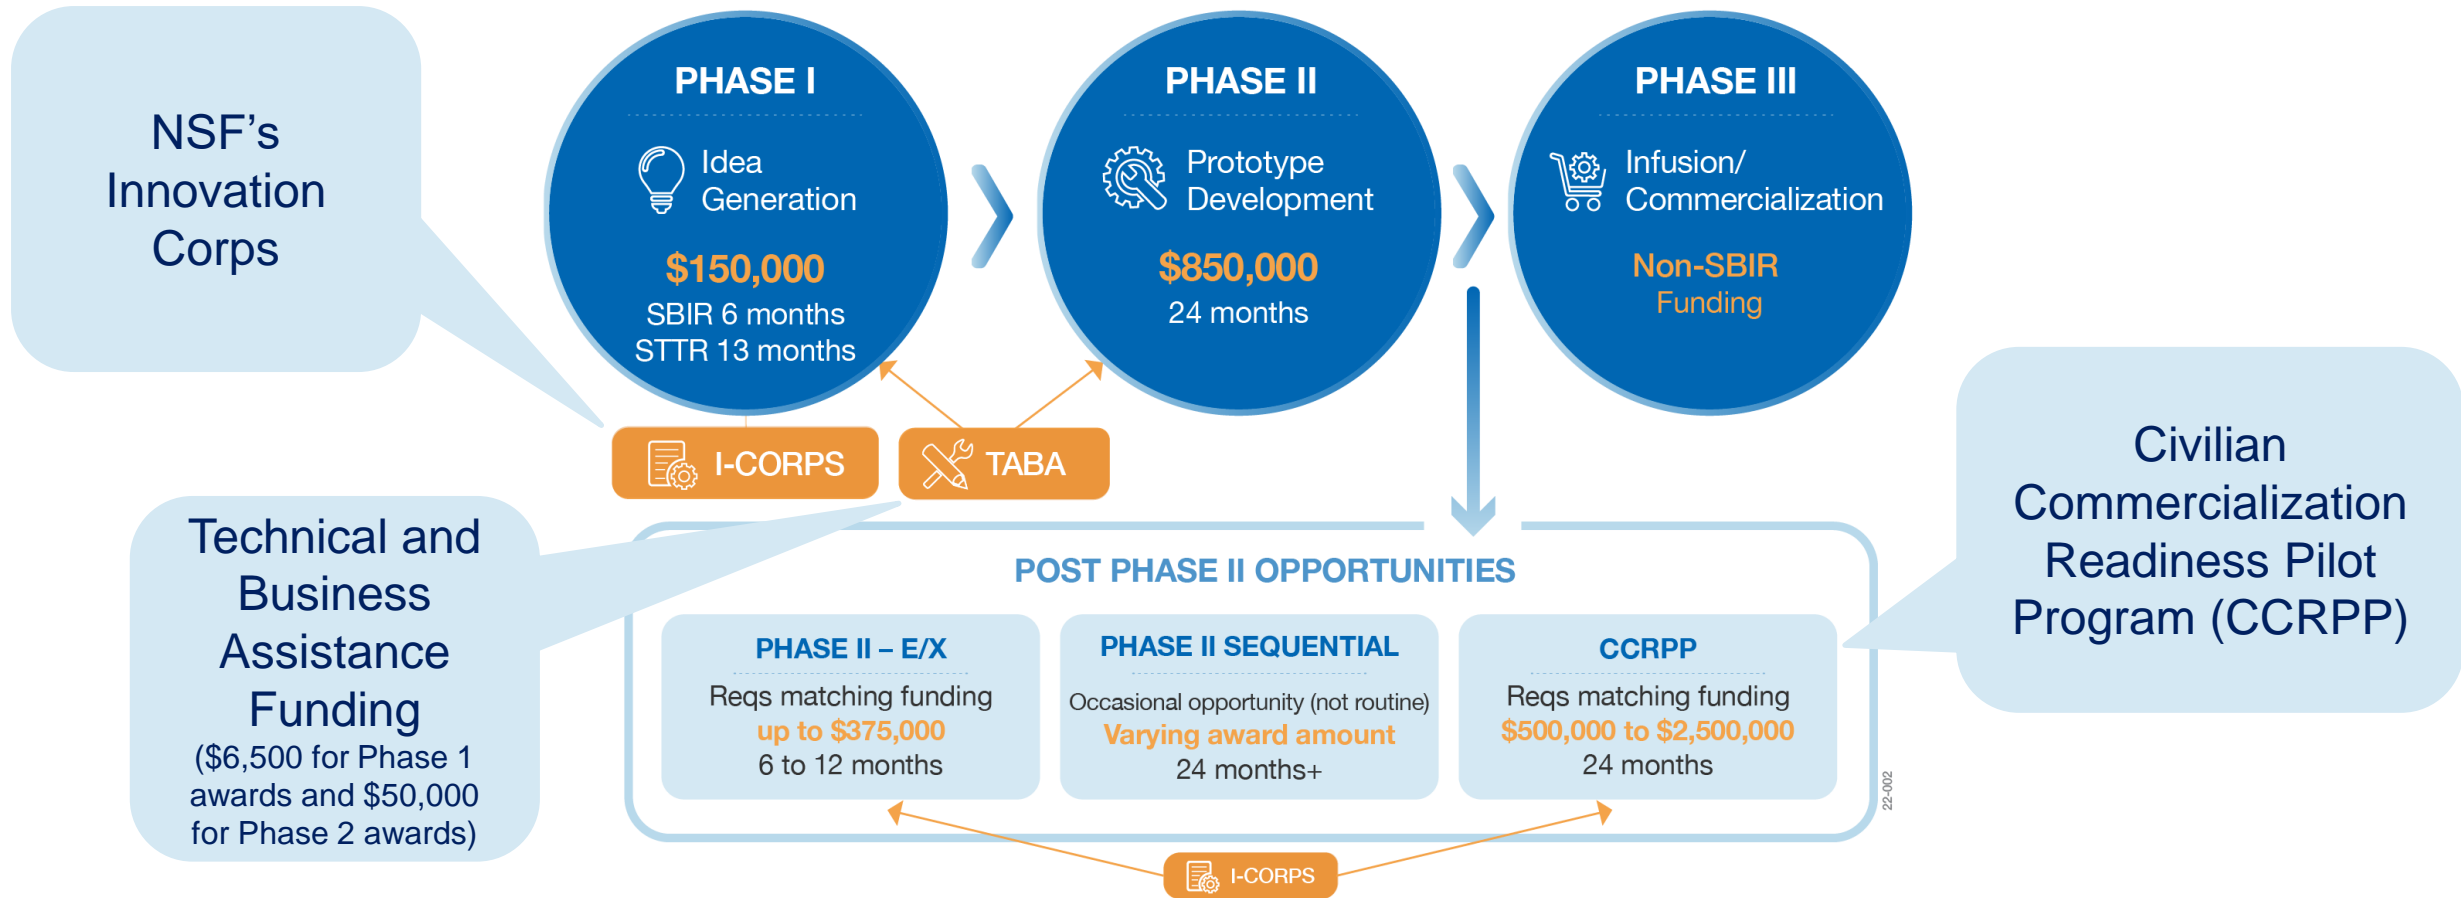 NSF's
Innovation
Corps
PHASE I
Idea
Generation
$150,000
SBIR 6 months
STTR 13 months
PHASE II
Prototype
Development
$850,000
24 months
PHASE III
Infusion/
Commercialization
Non-SBIR
Funding
I-CORPS
TABA
Technical and
Business
Assistance
Funding
($6,500 for Phase 1
awards and $50,000
for Phase 2 awards)
Civilian
Commercialization
Readiness Pilot
Program (CCRPP)
POST PHASE II OPPORTUNITIES
PHASE II – E/X
Reqs matching funding
up to $375,000
6 to 12 months
PHASE II SEQUENTIAL
Occasional opportunity (not routine)
Varying award amount
24 months+
CCRPP
Reqs matching funding
$500,000 to $2,500,000
24 months
22-002
I-CORPS